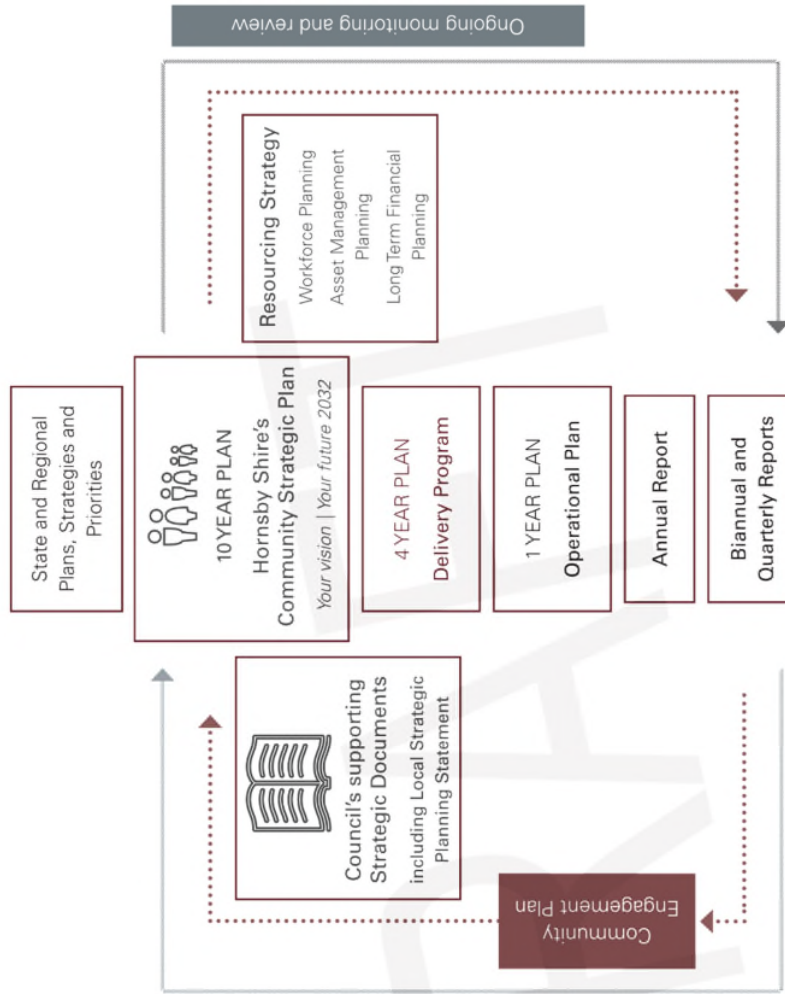 State and Regional
Plans, Strategies and
Priorities
10 YEAR PLAN
Hornsby Shire's
Community Strategic Plan
Your vision | Your future 2032
Council's supporting
Strategic Documents
including Local Strategic
Planning Statement
Resourcing Strategy
Workforce Planning
Asset Management
Planning
Long Term Financial
Planning
4 YEAR PLAN
Delivery Program
1 YEAR PLAN
Operational Plan
Annual Report
Biannual and
Quarterly Reports
Community
Engagement Plan
Ongoing monitoring and review
DRAFT